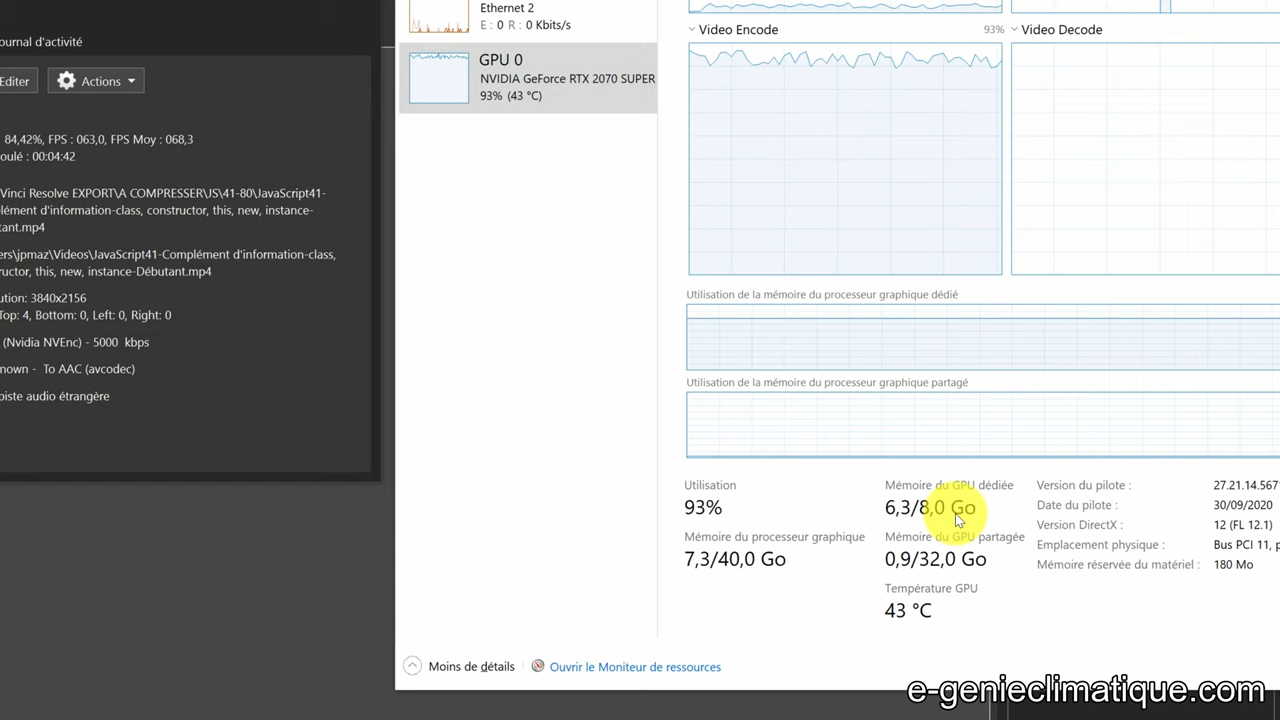 ournal d'activité
Editer
Actions
84,42%, FPS : 063,0, FPS Moy : 068,3
oulé : 00:04:42
Vinci Resolve EXPORT\A COMPRESSER\JS\41-80\JavaScript41-
lément d'information-class, constructor, this, new, instance-
tant.mp4
ers\jpmaz\Videos\JavaScript41-Complément d'information-class,
ructor, this, new, instance-Débutant.mp4
ution: 3840x2156
Top: 4, Bottom: 0, Left: 0, Right: 0
(Nvidia NVEnc) - 5000 kbps
nown - To AAC (avcodec)
piste audio étrangère
Ethernet 2
E : 0 R : 0 Kbits/s
GPU 0
NVIDIA GeForce RTX 2070 SUPER
93% (43 °C)
Video Encode 93%
Video Decode
Utilisation de la mémoire du processeur graphique dédié
Utilisation de la mémoire du processeur graphique partagé
Utilisation
93%
Mémoire du processeur graphique
7,3/40,0 Go
Mémoire du GPU dédiée
6,3/8,0 Go
Mémoire du GPU partagée
0,9/32,0 Go
Température GPU
43 °C
Version du pilote : 27.21.14.567
Date du pilote : 30/09/2020
Version DirectX : 12 (FL 12.1)
Emplacement physique : Bus PCI 11, p
Mémoire réservée du matériel : 180 Mo
Moins de détails
Ouvrir le Moniteur de ressources
e-genieclimatique.com